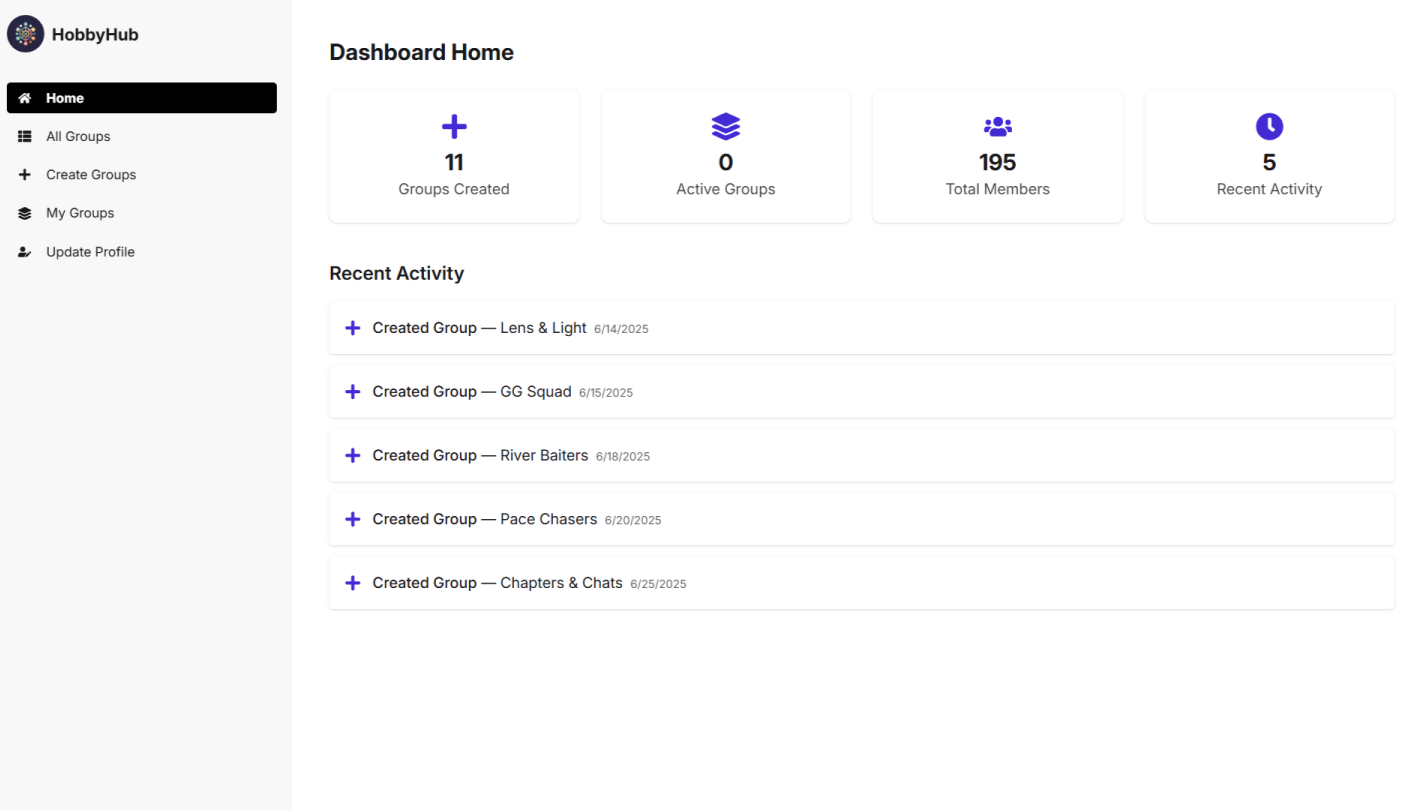 HobbyHub
Home
All Groups
Create Groups
My Groups
Update Profile
Dashboard Home
11
Groups Created
0
Active Groups
195
Total Members
5
Recent Activity
Recent Activity
Created Group — Lens & Light 6/14/2025
Created Group — GG Squad 6/15/2025
Created Group — River Baiters 6/18/2025
Created Group — Pace Chasers 6/20/2025
Created Group — Chapters & Chats 6/25/2025